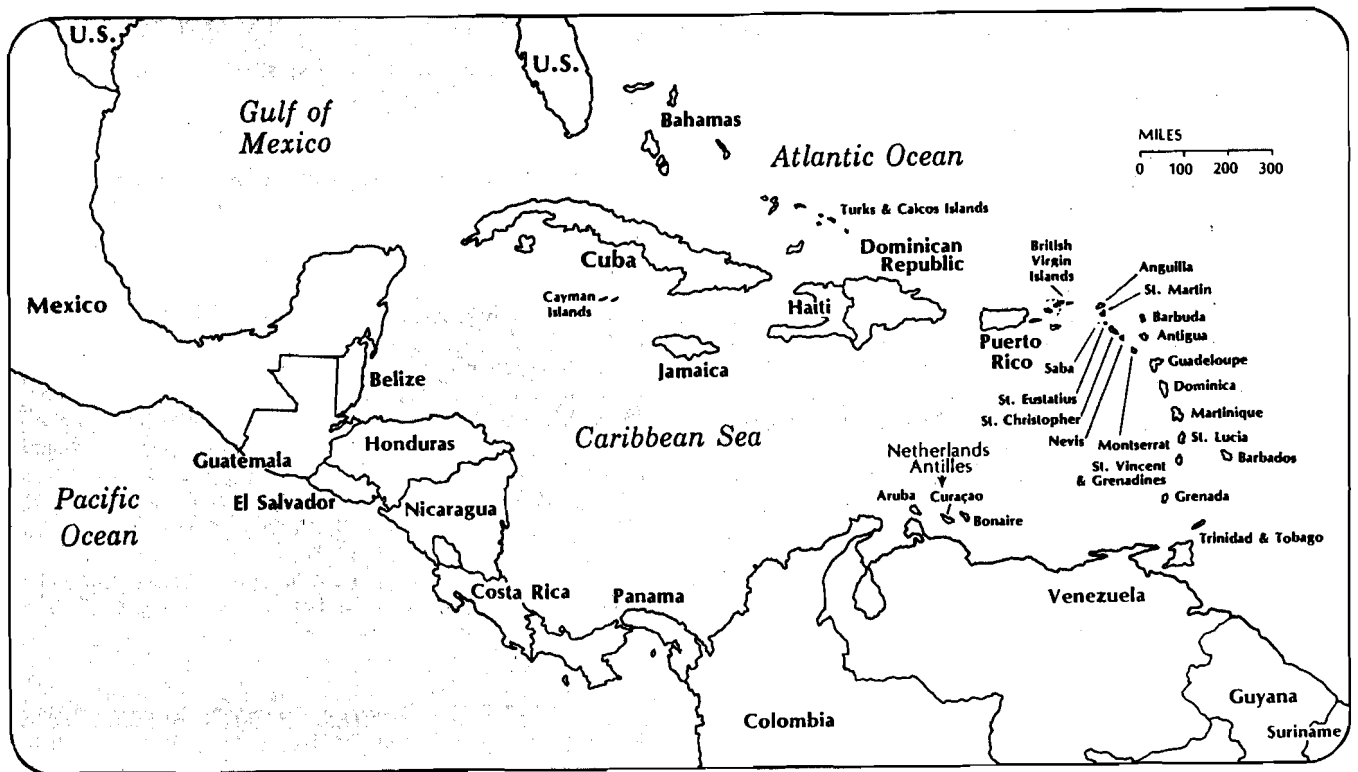 U.S.
U.S.
Gulf of
Mexico
Bahamas
Atlantic Ocean
MILES
0 100 200 300
Turks & Caicos Islands
Dominican
Republic
British
Virgin
Islands
Anguilla
St. Martin
Cuba
Mexico
Cayman
Islands
Haiti
Barbuda
Antigua
Puerto
Rico
Jamaica
Saba
Guadeloupe
Belize
Dominica
St. Eustatius
St. Christopher
Martinique
Nevis
Montserrat
St. Lucia
Honduras
Caribbean Sea
Guatemala
Netherlands
Antilles
St. Vincent
& Grenadines
Barbados
Pacific
Ocean
El Salvador
Nicaragua
Aruba
Curaçao
Bonaire
Grenada
Trinidad & Tobago
Costa Rica
Panama
Venezuela
Guyana
Colombia
Suriname